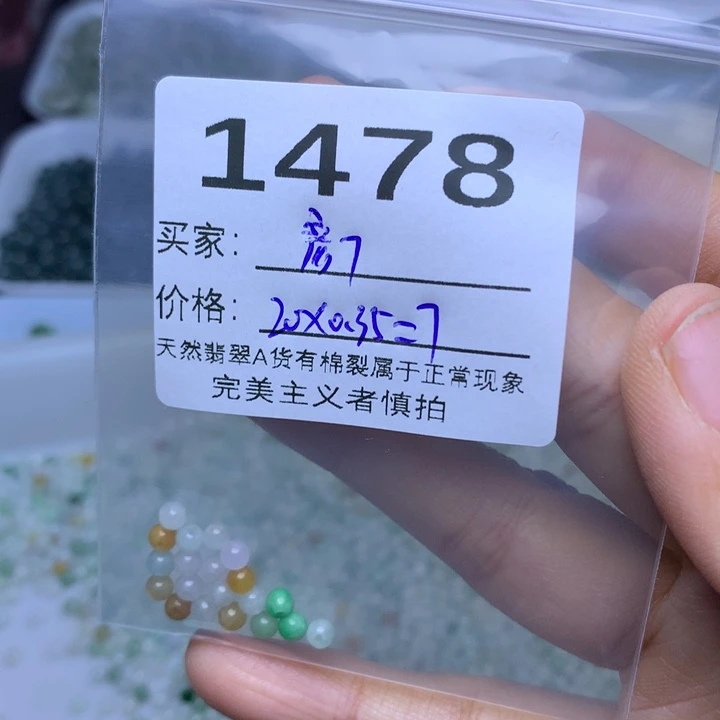 1478
买家：
价格：20×0.35=7
天然翡翠A货有棉裂属于正常现象
完美主义者慎拍